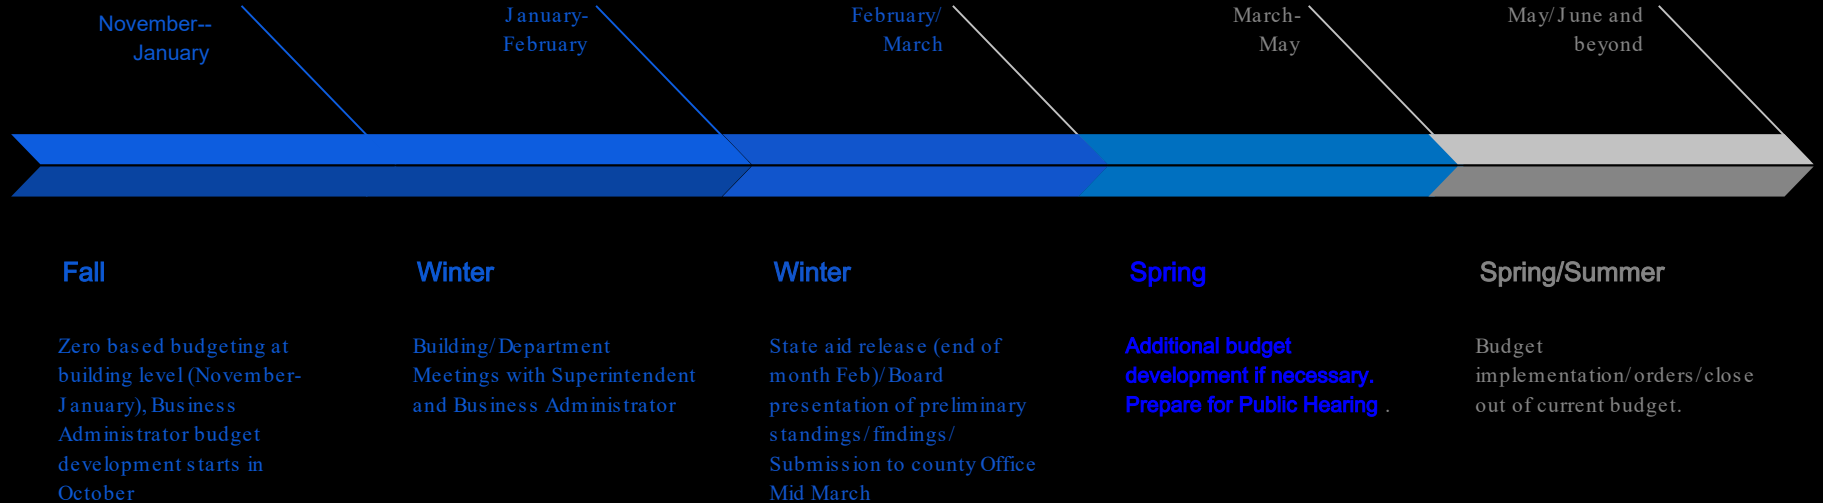 November--
January
January-
February
February/
March
March-
May
May/June and
beyond
Fall
Zero based budgeting at
building level (November-
January), Business
Administrator budget
development starts in
October
Winter
Building/Department
Meetings with Superintendent
and Business Administrator
Winter
State aid release (end of
month Feb)/Board
presentation of preliminary
standings/findings/
Submission to county Office
Mid March
Spring
Additional budget
development if necessary.
Prepare for Public Hearing .
Spring/Summer
Budget
implementation/orders/close
out of current budget.